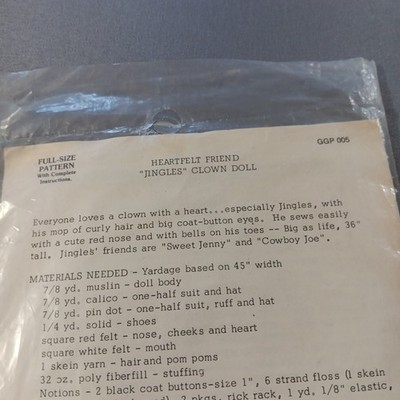 GGP 005
FULL-SIZE
PATTERN
With Complete
Instructions.
HEARTFELT FRIEND
"JINGLES" CLOWN DOLL
Everyone loves a clown with a heart...especially Jingles, with
his mop of curly hair and big coat-button eyes. He sews easily
with a cute red nose and with bells on his toes -- Big as life, 36"
tall. Jingles' friends are "Sweet Jenny" and "Cowboy Joe".
MATERIALS NEEDED - Yardage based on 45" width
7/8 yd. muslin - doll body
7/8 yd. calico - one-half suit and hat
7/8 yd. pin dot - one-half suit, ruff and hat
1/4 yd. solid - shoes
square red felt - nose, cheeks and heart
square white felt - mouth
1 skein yarn - hair and pom poms
32 oz. poly fiberfill - stuffing
Notions - 2 black coat buttons-size 1", 6 strand floss (1 skein
2 pkgs. rick rack, 1 yd. 1/8" elastic,